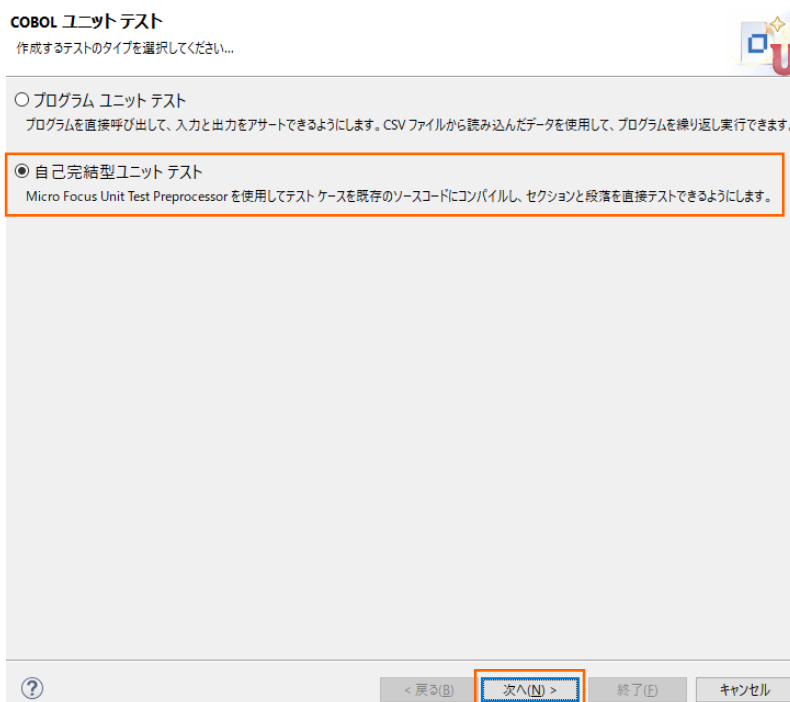 COBOL ユニット テスト
作成するテストのタイプを選択してください...
プログラム ユニット テスト
プログラムを直接呼び出して、入力と出力をアサートできるようにします。CSV ファイルから読み込んだデータを使用して、プログラムを繰り返し実行できます。
自己完結型ユニット テスト
Micro Focus Unit Test Preprocessor を使用してテスト ケースを既存のソースコードにコンパイルし、セクションと段落を直接テストできるようにします。
< 戻る(B) 次へ(N) > 終了(F) キャンセル